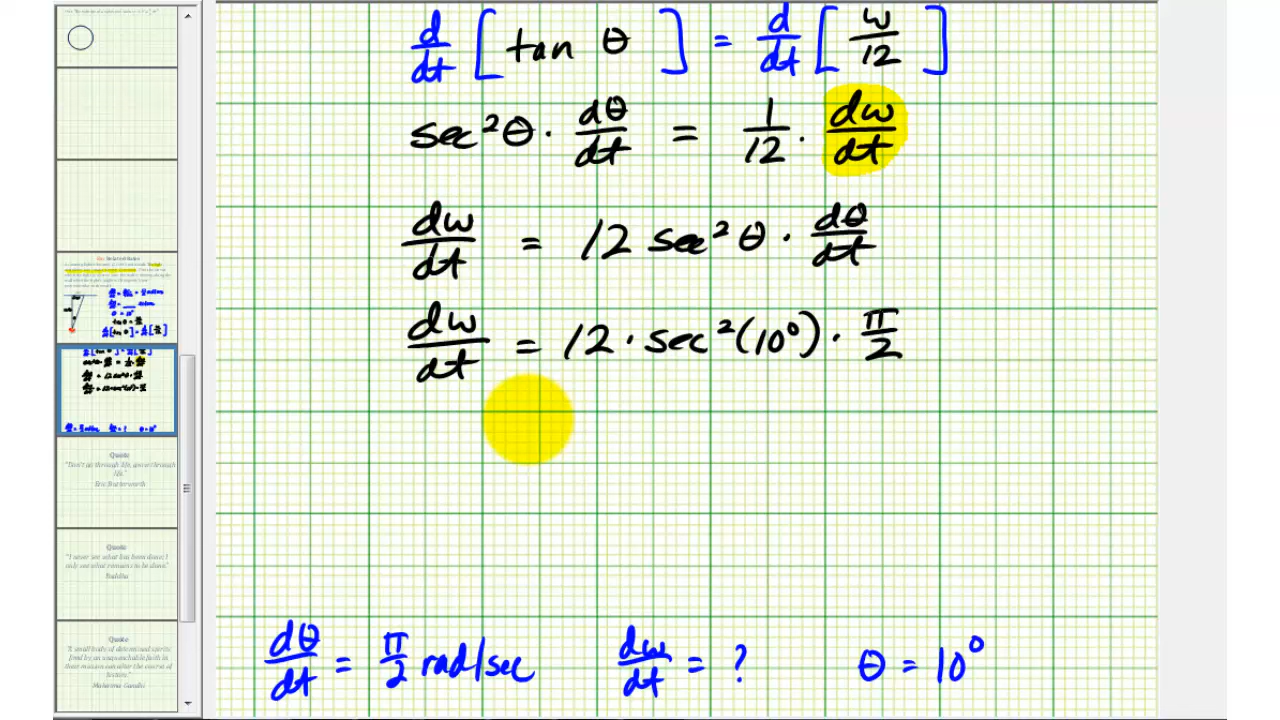 d/dt [ tan θ ] = d/dt [ w/12 ]
sec²θ · dθ/dt = 1/12 · dw/dt
dw/dt = 12 sec²θ · dθ/dt
dw/dt = 12 · sec²(10⁰) · π/2
dθ/dt = π/2 rad/sec dw/dt = ? θ = 10⁰
Quote
"Don't go through life, grow through life."
Eric Butterworth
Quote
"I never see what has been done; I only see what remains to be done."
Buddha
Quote
"A small body of determined spirits fired by an unquenchable faith in their mission can alter the course of history."
Mahatma Gandhi